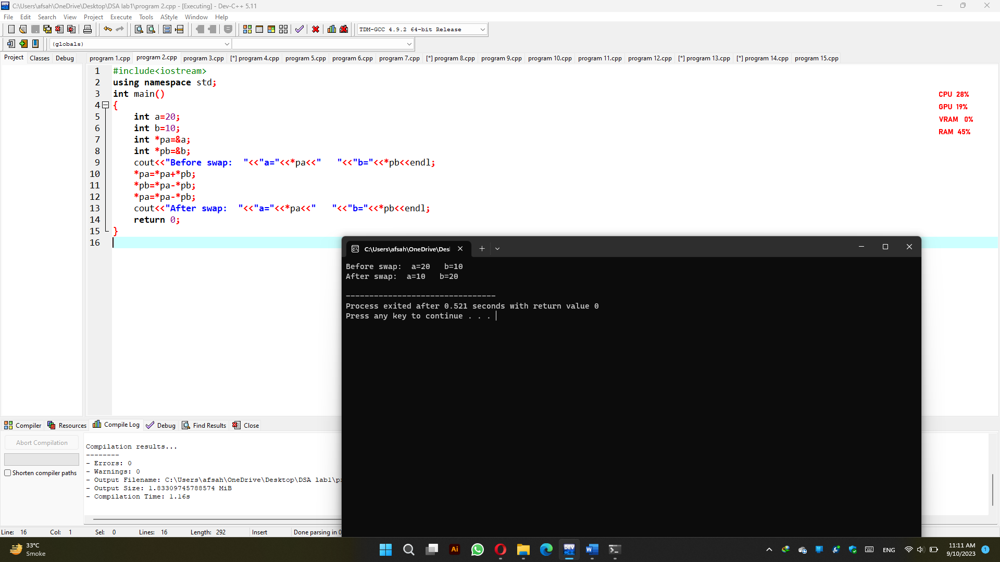 C:\Users\afsah\OneDrive\Desktop\DSA lab1\program 2.cpp - [Executing] - Dev-C++ 5.11
File Edit Search View Project Execute Tools AStyle Window Help
TDM-GCC 4.9.2 64-bit Release
(globals)
Project Classes Debug program 1.cpp program 2.cpp program 3.cpp [*] program 4.cpp program 5.cpp program 6.cpp program 7.cpp [*] program 8.cpp program 9.cpp program 10.cpp program 11.cpp program 12.cpp [*] program 13.cpp [*] program 14.cpp program 15.cpp
1 #include<iostream>
2 using namespace std;
3 int main()
4 {
5 int a=20;
6 int b=10;
7 int *pa=&a;
8 int *pb=&b;
9 cout<<"Before swap:  "<<"a="<<*pa<<"   "<<"b="<<*pb<<endl;
10 *pa=*pa+*pb;
11 *pb=*pa-*pb;
12 *pa=*pa-*pb;
13 cout<<"After swap:  "<<"a="<<*pa<<"   "<<"b="<<*pb<<endl;
14 return 0;
15 }
16
CPU 28%
GPU 19%
VRAM 0%
RAM 45%
C:\Users\afsah\OneDrive\Des
Before swap:  a=20   b=10
After swap:  a=10   b=20
--------------------------------
Process exited after 0.521 seconds with return value 0
Press any key to continue . . .
Compiler Resources Compile Log Debug Find Results Close
Abort Compilation
Shorten compiler paths
Compilation results...
--------
- Errors: 0
- Warnings: 0
- Output Filename: C:\Users\afsah\OneDrive\Desktop\DSA lab1\p
- Output Size: 1.83309745788574 MiB
- Compilation Time: 1.16s
Line: 16 Col: 1 Sel: 0 Lines: 16 Length: 292 Insert Done parsing in 0
33°C
Smoke
Ai
DEV C++
W
ENG
11:11 AM
9/10/2023
1